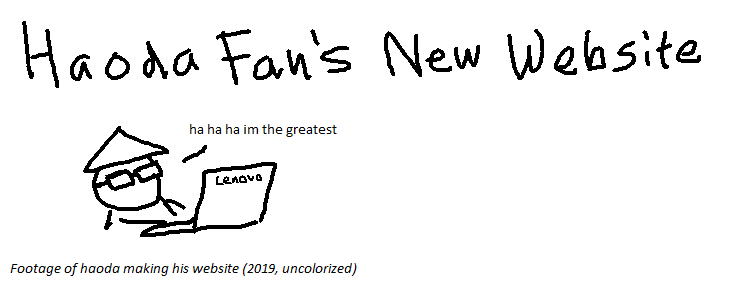 Haoda Fan's New Website
ha ha ha im the greatest
Lenovo
Footage of haoda making his website (2019, uncolorized)